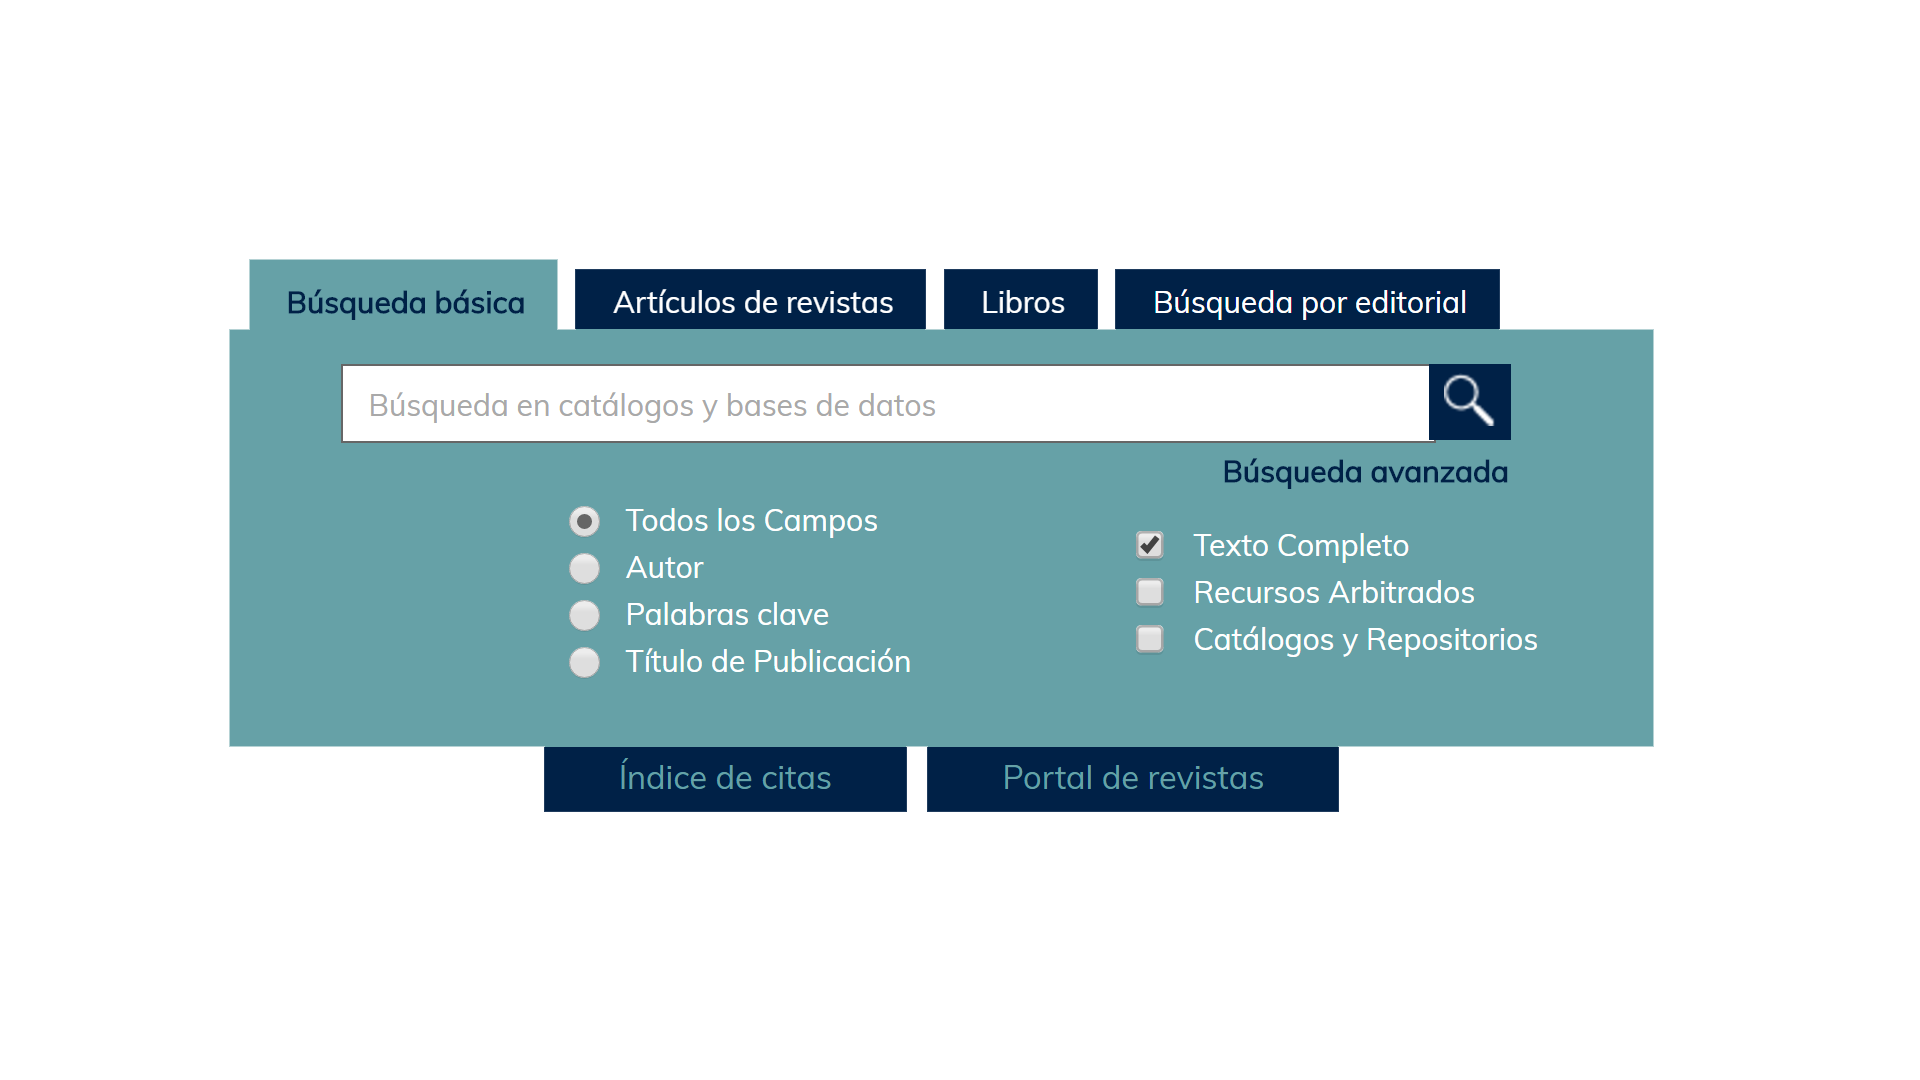 Búsqueda básica
Artículos de revistas
Libros
Búsqueda por editorial
Búsqueda en catálogos y bases de datos
Búsqueda avanzada
Todos los Campos
Autor
Palabras clave
Título de Publicación
Texto Completo
Recursos Arbitrados
Catálogos y Repositorios
Índice de citas
Portal de revistas